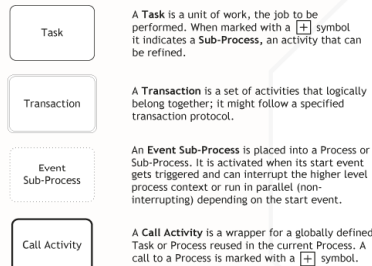 Task
A Task is a unit of work, the job to be
performed. When marked with a + symbol
it indicates a Sub-Process, an activity that can
be refined.
Transaction
A Transaction is a set of activities that logically
belong together; it might follow a specified
transaction protocol.
Event
Sub-Process
An Event Sub-Process is placed into a Process or
Sub-Process. It is activated when its start event
gets triggered and can interrupt the higher level
process context or run in parallel (non-
interrupting) depending on the start event.
Call Activity
A Call Activity is a wrapper for a globally defined
Task or Process reused in the current Process. A
call to a Process is marked with a + symbol.